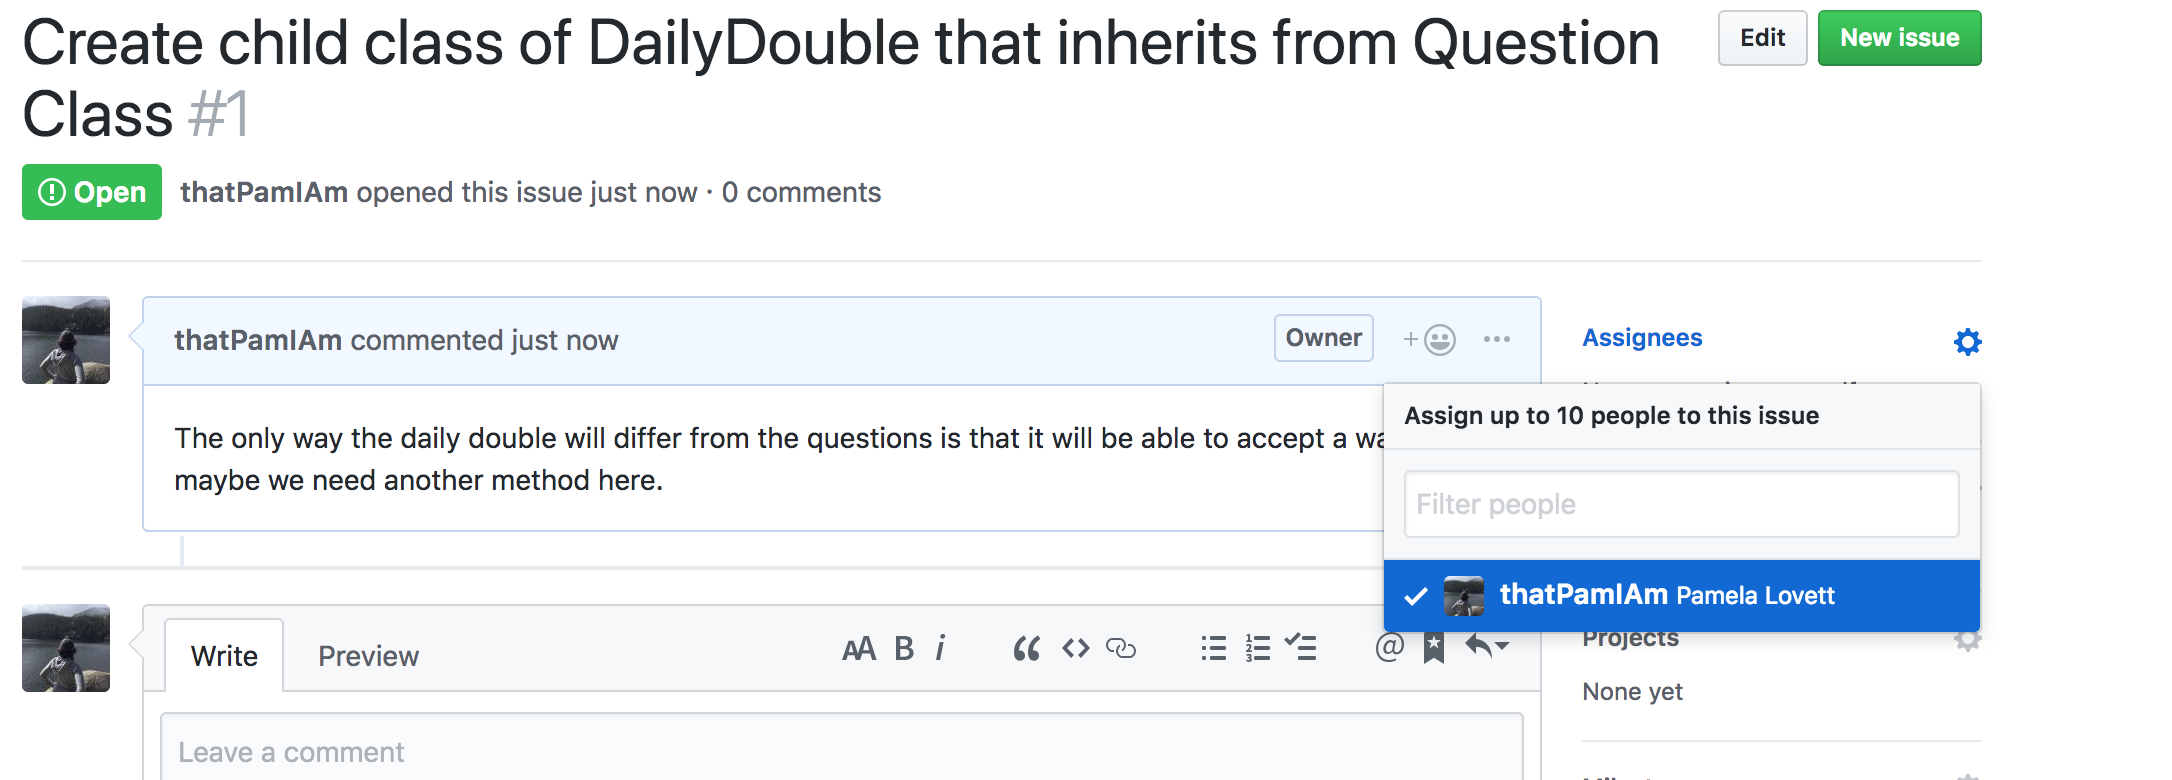 Create child class of DailyDouble that inherits from Question
Class #1
Edit
New issue
Open
thatPamIAm opened this issue just now · 0 comments
thatPamIAm commented just now
Owner
Assignees
Assign up to 10 people to this issue
The only way the daily double will differ from the questions is that it will be able to accept a
maybe we need another method here.
Filter people
thatPamIAm Pamela Lovett
Write
Preview
AA B i
Projects
None yet
Leave a comment